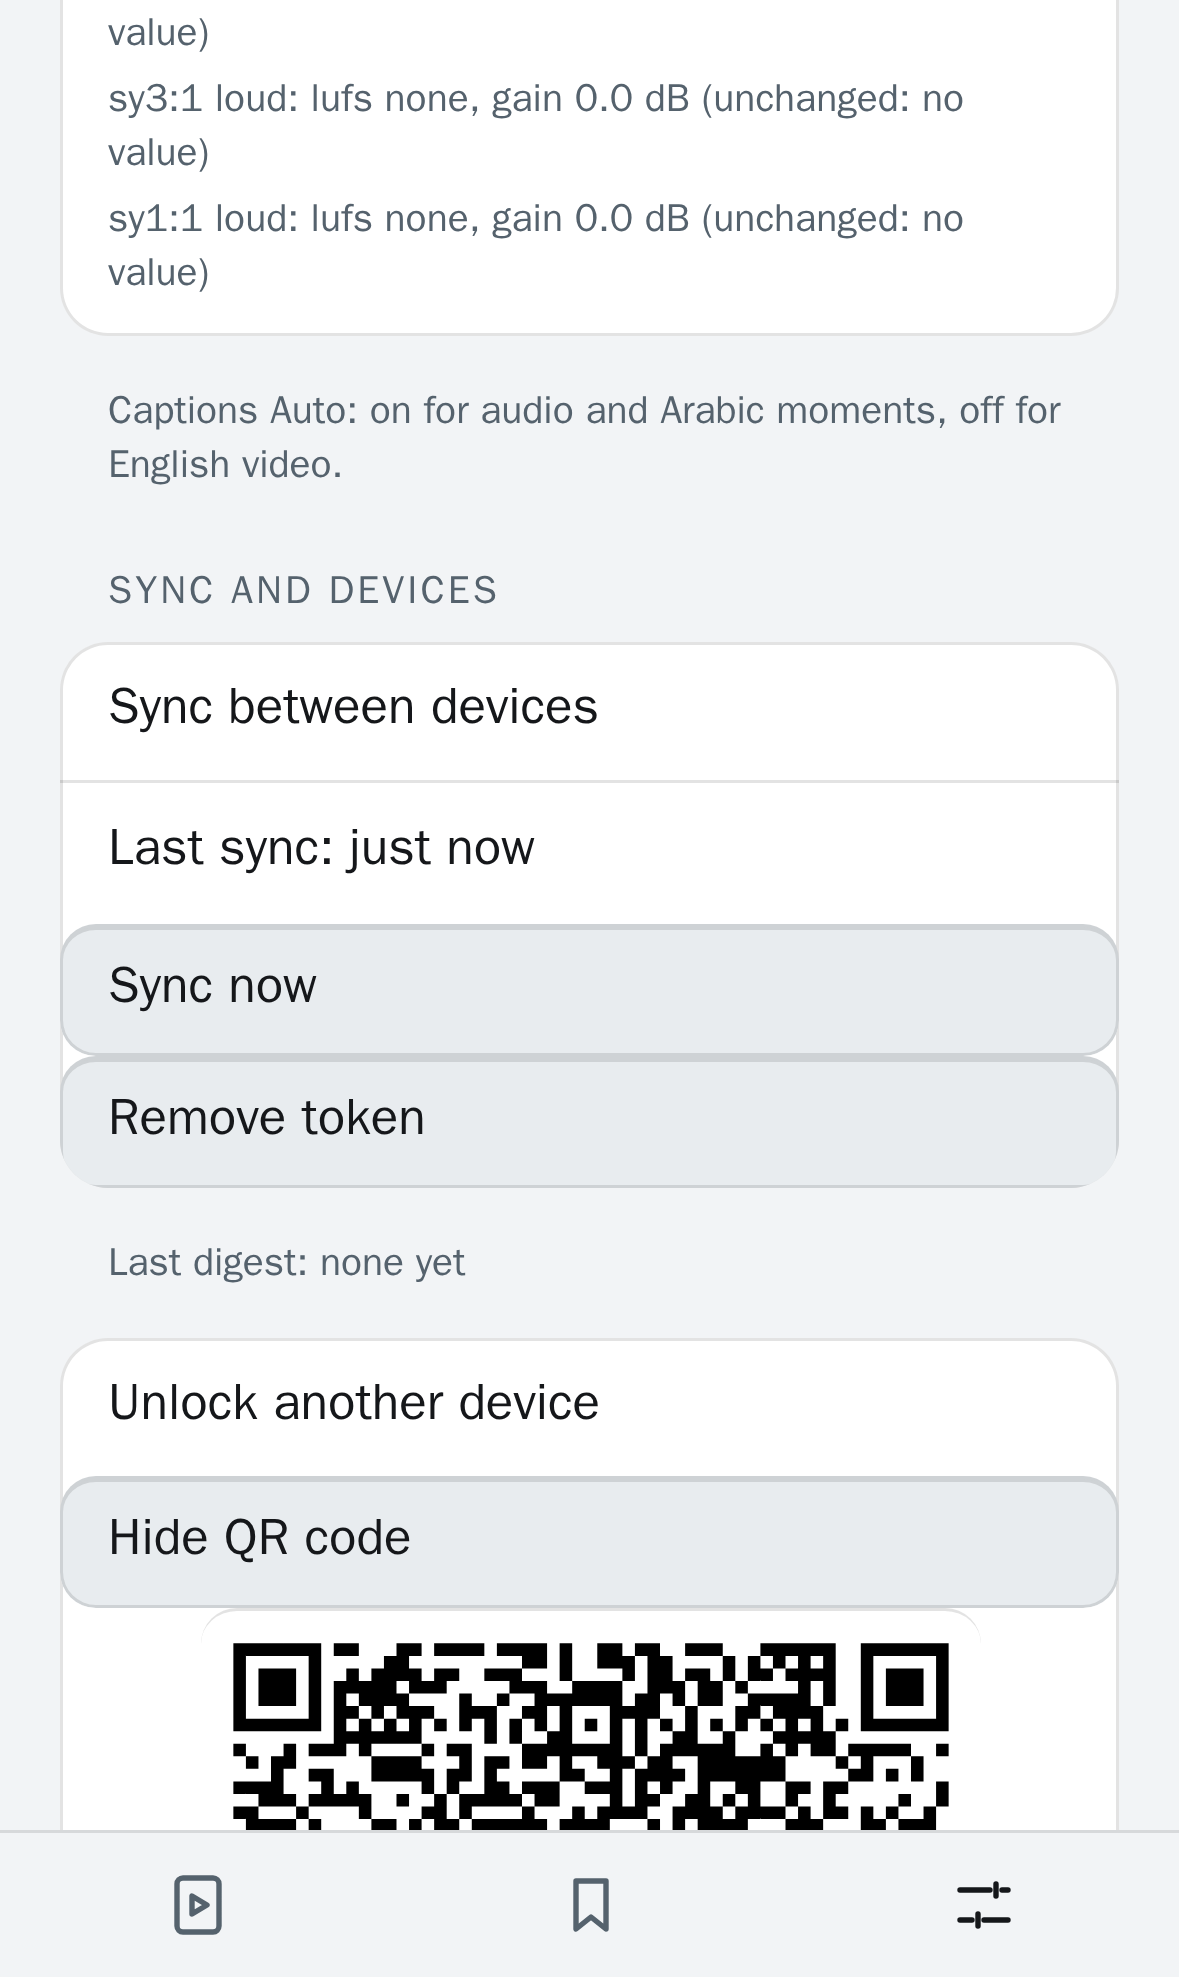 value)
sy3:1 loud: lufs none, gain 0.0 dB (unchanged: no
value)
sy1:1 loud: lufs none, gain 0.0 dB (unchanged: no
value)
Captions Auto: on for audio and Arabic moments, off for
English video.
SYNC AND DEVICES
Sync between devices
Last sync: just now
Sync now
Remove token
Last digest: none yet
Unlock another device
Hide QR code